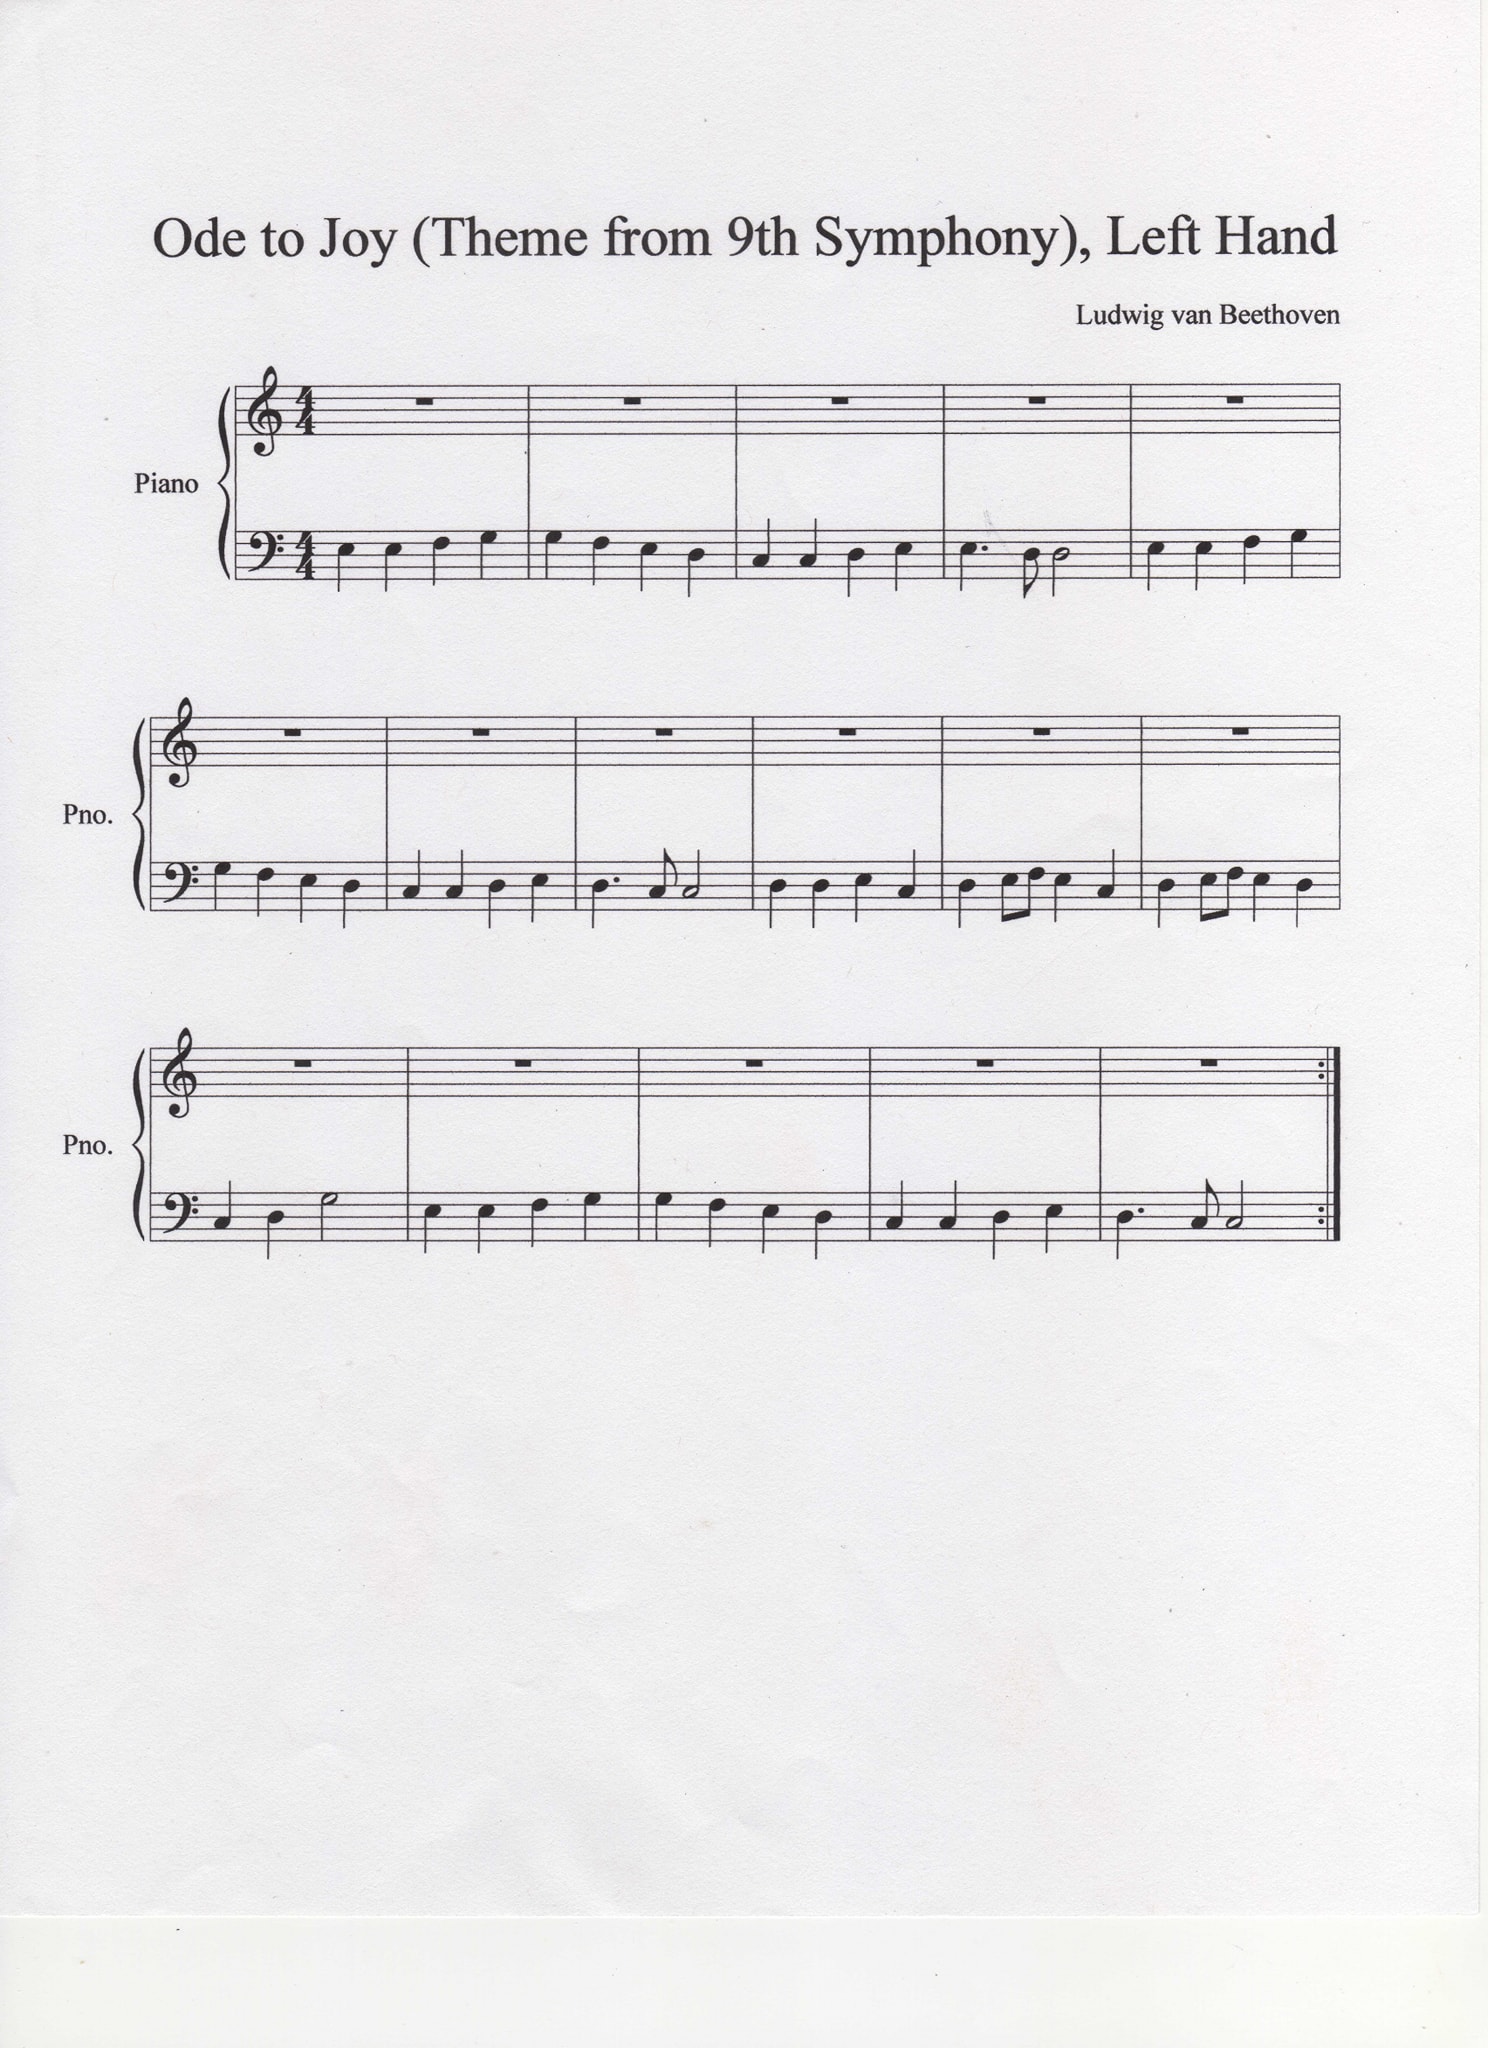 Ode to Joy (Theme from 9th Symphony), Left Hand
Ludwig van Beethoven
Piano
Pno.
Pno.